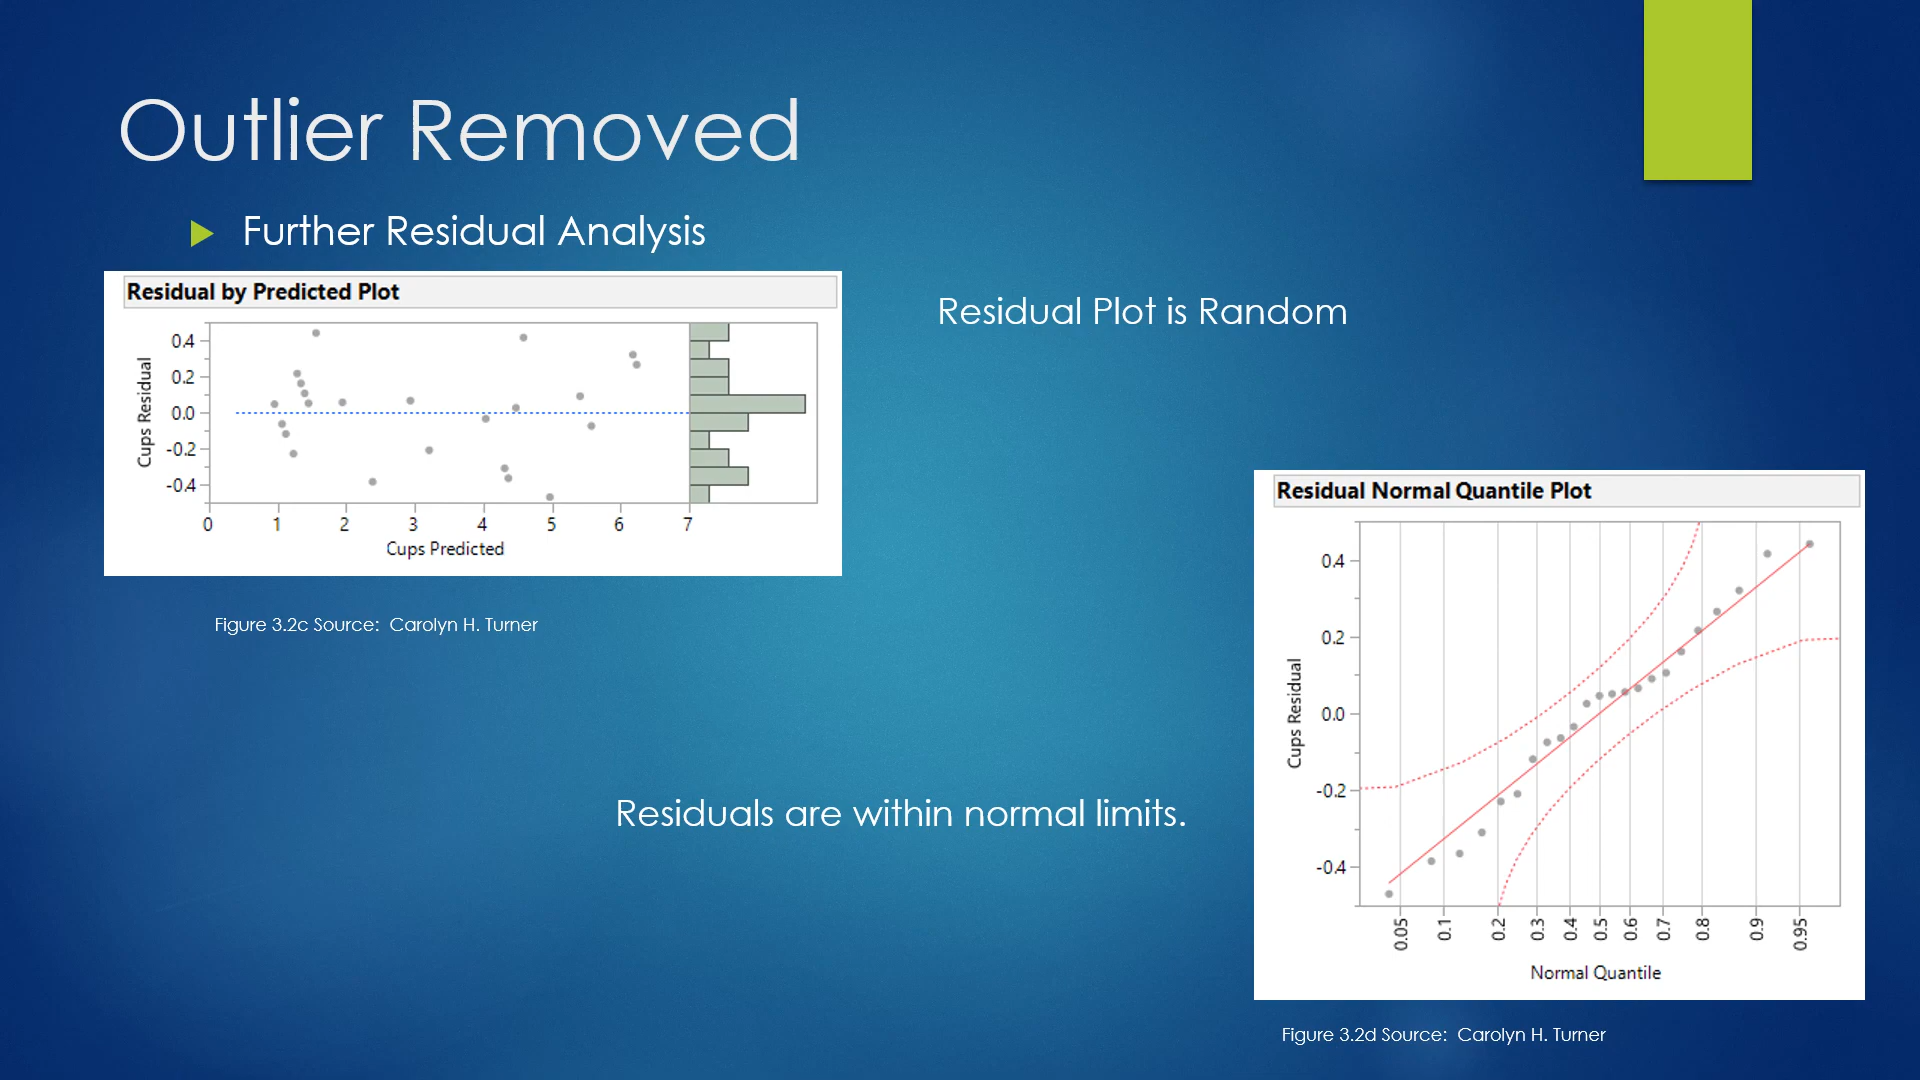 Outlier Removed
Further Residual Analysis
Residual by Predicted Plot
Cups Residual
0.4
0.2
0.0
-0.2
-0.4
0 1 2 3 4 5 6 7
Cups Predicted
Figure 3.2c Source: Carolyn H. Turner
Residual Plot is Random
Residuals are within normal limits.
Residual Normal Quantile Plot
Cups Residual
0.4
0.2
0.0
-0.2
-0.4
0.05 0.1 0.2 0.3 0.4 0.5 0.6 0.7 0.8 0.9 0.95
Normal Quantile
Figure 3.2d Source: Carolyn H. Turner